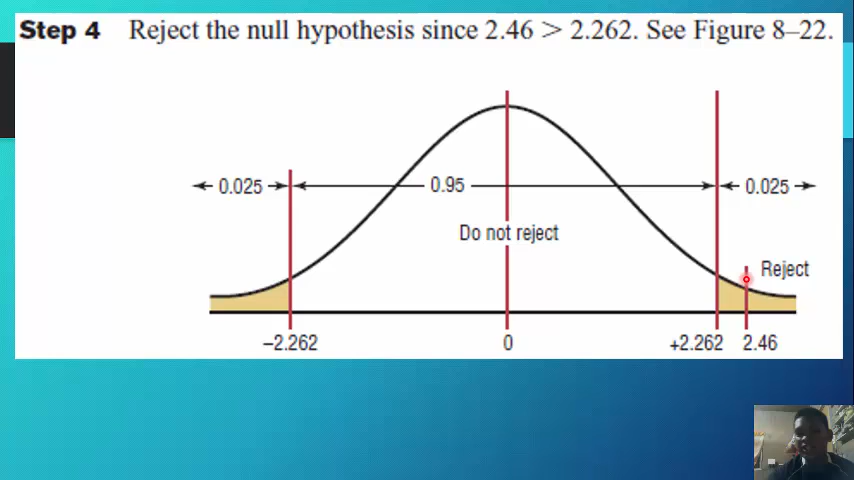 Step 4 Reject the null hypothesis since 2.46 > 2.262. See Figure 8–22.
0.025 0.95 0.025
Do not reject
Reject
−2.262 0 +2.262 2.46